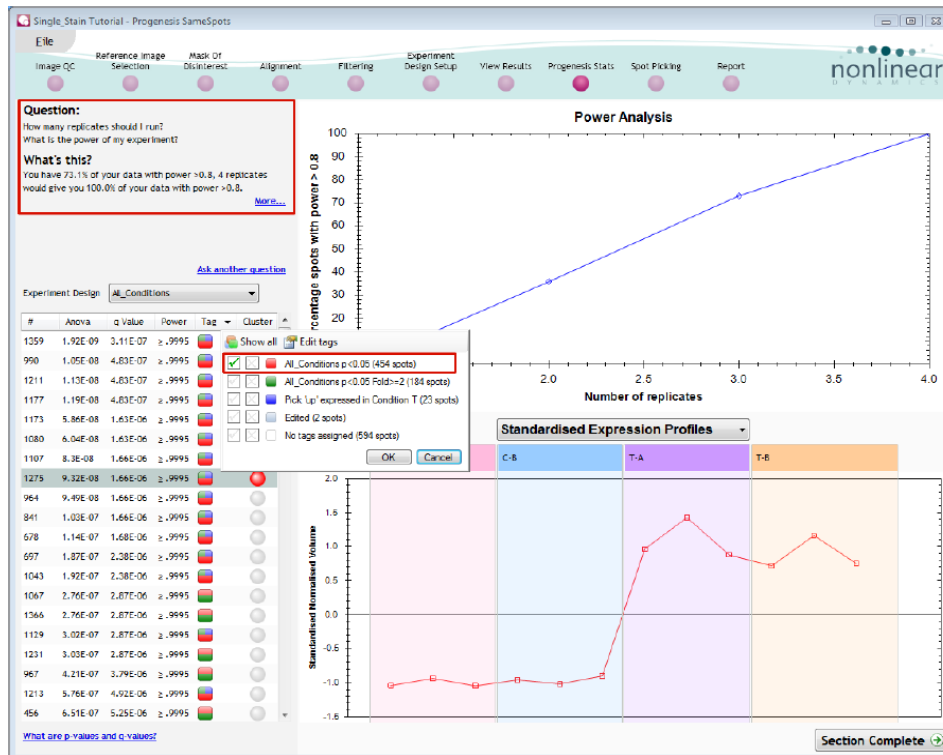 Single_Stain Tutorial - Progenesis SameSpots
File
Image QC
Reference Image Selection
Mask Of Disinterest
Alignment
Filtering
Experiment Design Setup
View Results
Progenesis Stats
Spot Picking
Report
nonlinear
DYNAMICS
Question:
How many replicates should I run?
What is the power of my experiment?
What's this?
You have 73.1% of your data with power >0.8, 4 replicates
would give you 100.0% of your data with power >0.8.
More...
Ask another question
Experiment Design All_Conditions
# Anova q Value Power Tag Cluster
1359 1.92E-09 3.11E-07 ≥ .9995
990 1.05E-08 4.83E-07 ≥ .9995
1211 1.13E-08 4.83E-07 ≥ .9995
1177 1.19E-08 4.83E-07 ≥ .9995
1173 5.86E-08 1.63E-06 ≥ .9995
1080 6.04E-08 1.63E-06 ≥ .9995
1107 8.3E-08 1.66E-06 ≥ .9995
1275 9.32E-08 1.66E-06 ≥ .9995
964 9.49E-08 1.66E-06 ≥ .9995
841 1.03E-07 1.66E-06 ≥ .9995
678 1.14E-07 1.68E-06 ≥ .9995
697 1.87E-07 2.38E-06 ≥ .9995
1043 1.92E-07 2.38E-06 ≥ .9995
1067 2.76E-07 2.87E-06 ≥ .9995
1366 2.76E-07 2.87E-06 ≥ .9995
1129 3.02E-07 2.87E-06 ≥ .9995
1231 3.03E-07 2.87E-06 ≥ .9995
967 4.21E-07 3.79E-06 ≥ .9995
1213 5.76E-07 4.92E-06 ≥ .9995
456 6.51E-07 5.25E-06 ≥ .9995
What are p-values and q-values?
Show all Edit tags
All_Conditions p<0.05 (454 spots)
All_Conditions p<0.05 Fold>=2 (184 spots)
Pick 'up' expressed in Condition T (23 spots)
Edited (2 spots)
No tags assigned (594 spots)
OK Cancel
Power Analysis
100
90
80
70
60
50
40
30
20
rcentage spots with power > 0.8
2.0 2.5 3.0 3.5 4.0
Number of replicates
Standardised Expression Profiles
C-B T-A T-B
2.0
1.5
1.0
0.5
0.0
-0.5
-1.0
-1.5
Standardised Normalised Volume
Section Complete